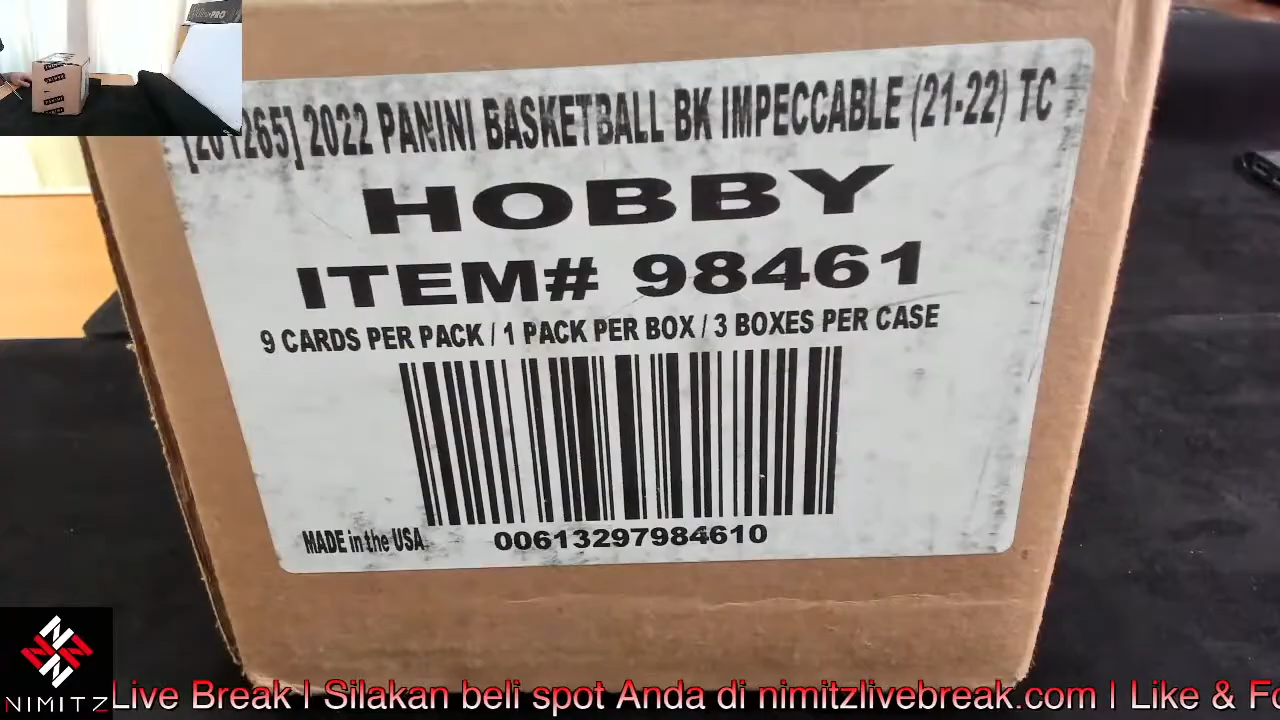 2022 PANINI BASKETBALL BK IMPECCABLE (21-22) TC
HOBBY
ITEM# 98461
9 CARDS PER PACK / 1 PACK PER BOX / 3 BOXES PER CASE
MADE in the USA
00613297984610
NIMITZ
Live Break | Silakan beli spot Anda di nimitzlivebreak.com | Like &